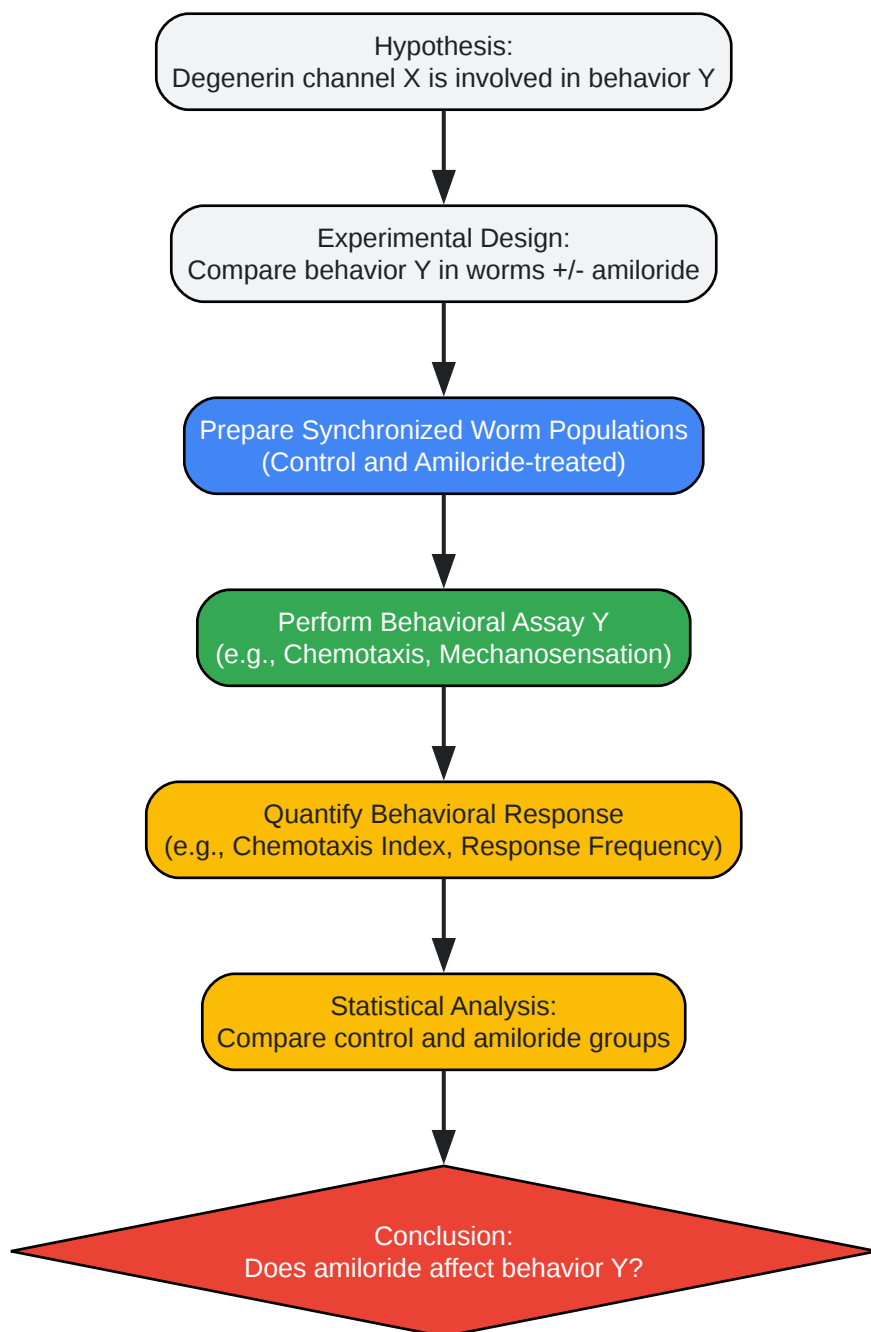 Hypothesis:
Degenerin channel X is involved in behavior Y
Experimental Design:
Compare behavior Y in worms +/- amiloride
Prepare Synchronized Worm Populations
(Control and Amiloride-treated)
Perform Behavioral Assay Y
(e.g., Chemotaxis, Mechanosensation)
Quantify Behavioral Response
(e.g., Chemotaxis Index, Response Frequency)
Statistical Analysis:
Compare control and amiloride groups
Conclusion:
Does amiloride affect behavior Y?